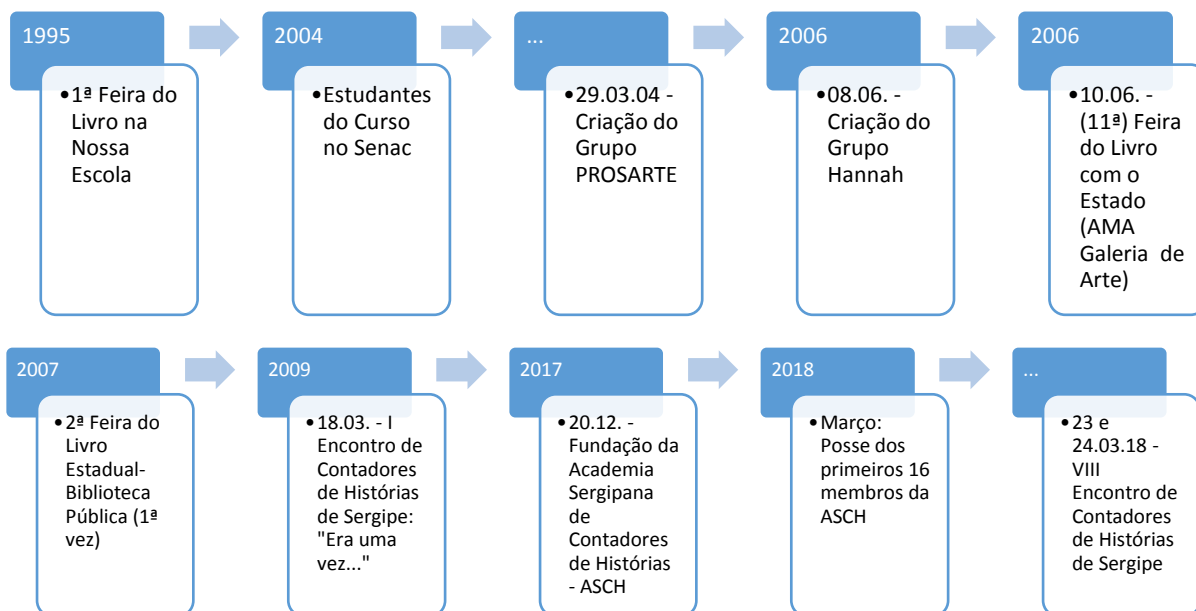 1995
•1ª Feira do
Livro na
Nossa
Escola
2004
•Estudantes
do Curso
no Senac
...
•29.03.04 -
Criação do
Grupo
PROSARTE
2006
•08.06. -
Criação do
Grupo
Hannah
2006
•10.06. -
(11ª) Feira
do Livro
com o
Estado
(AMA
Galeria de
Arte)
2007
•2ª Feira do
Livro
Estadual-
Biblioteca
Pública (1ª
vez)
2009
•18.03. - I
Encontro de
Contadores
de Histórias
de Sergipe:
"Era uma
vez..."
2017
•20.12. -
Fundação da
Academia
Sergipana
de
Contadores
de Histórias
- ASCH
2018
•Março:
Posse dos
primeiros 16
membros da
ASCH
...
•23 e
24.03.18 -
VIII
Encontro de
Contadores
de Histórias
de Sergipe